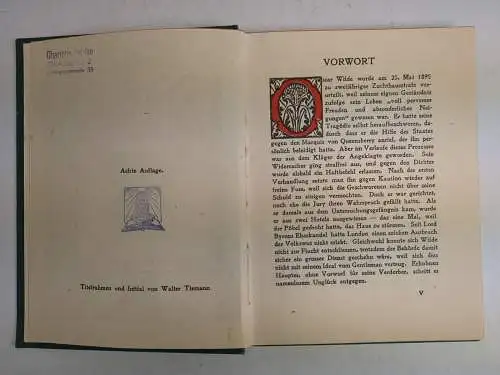 Achte Auflage.
Titelrahmen und Initial von Walter Tiemann.
VORWORT
Oscar Wilde wurde am 25. Mai 1895
zu zweijähriger Zuchthausstrafe ver-
urteilt, weil seiner eignen Geständnis
zufolge sein Leben „voll perverser
Freuden und absonderlicher Nei-
gungen“ gewesen war. Er hatte seine
Tragödie selbst heraufbeschworen, da-
durch daß er die Hilfe des Staates
gegen den Marquis von Queensberry anrief, der ihn per-
sönlich beleidigt hatte. Aber im Verlaufe dieses Prozesses
war aus dem Kläger der Angeklagte geworden. Sein
Widersacher ging straffrei aus, und gegen den Dichter
wurde alsbald ein Haftbefehl erlassen. Nach der ersten
Verhandlung setzte man ihn gegen Kaution wieder auf
freien Fuß, weil sich die Geschworenen nicht über seine
Schuld zu einigen vermochten. Doch er war gerichtet,
noch ehe die Jury ihren Wahrspruch gefällt hatte. Als
er damals aus dem Untersuchungsgefängnis kam, wurde
er aus zwei Hotels ausgewiesen — das eine Mal, weil
der Pöbel gedroht hatte, das Haus zu stürmen. Seit Lord
Byrons Eheskandal hatte London einen solchen Ausbruch
der Volkswut nicht erlebt. Gleichwohl konnte sich Wilde
nicht zur Flucht entschließen, trotzdem der Behörde damit
ein großer Dienst geschehn wäre, weil sich dies
nicht mit seinem Ideal vom Gentleman vertrug. Erhobnen
Hauptes, ohne Vorwurf für seine Verderber, schritt er
namenlosem Unglück entgegen.
V